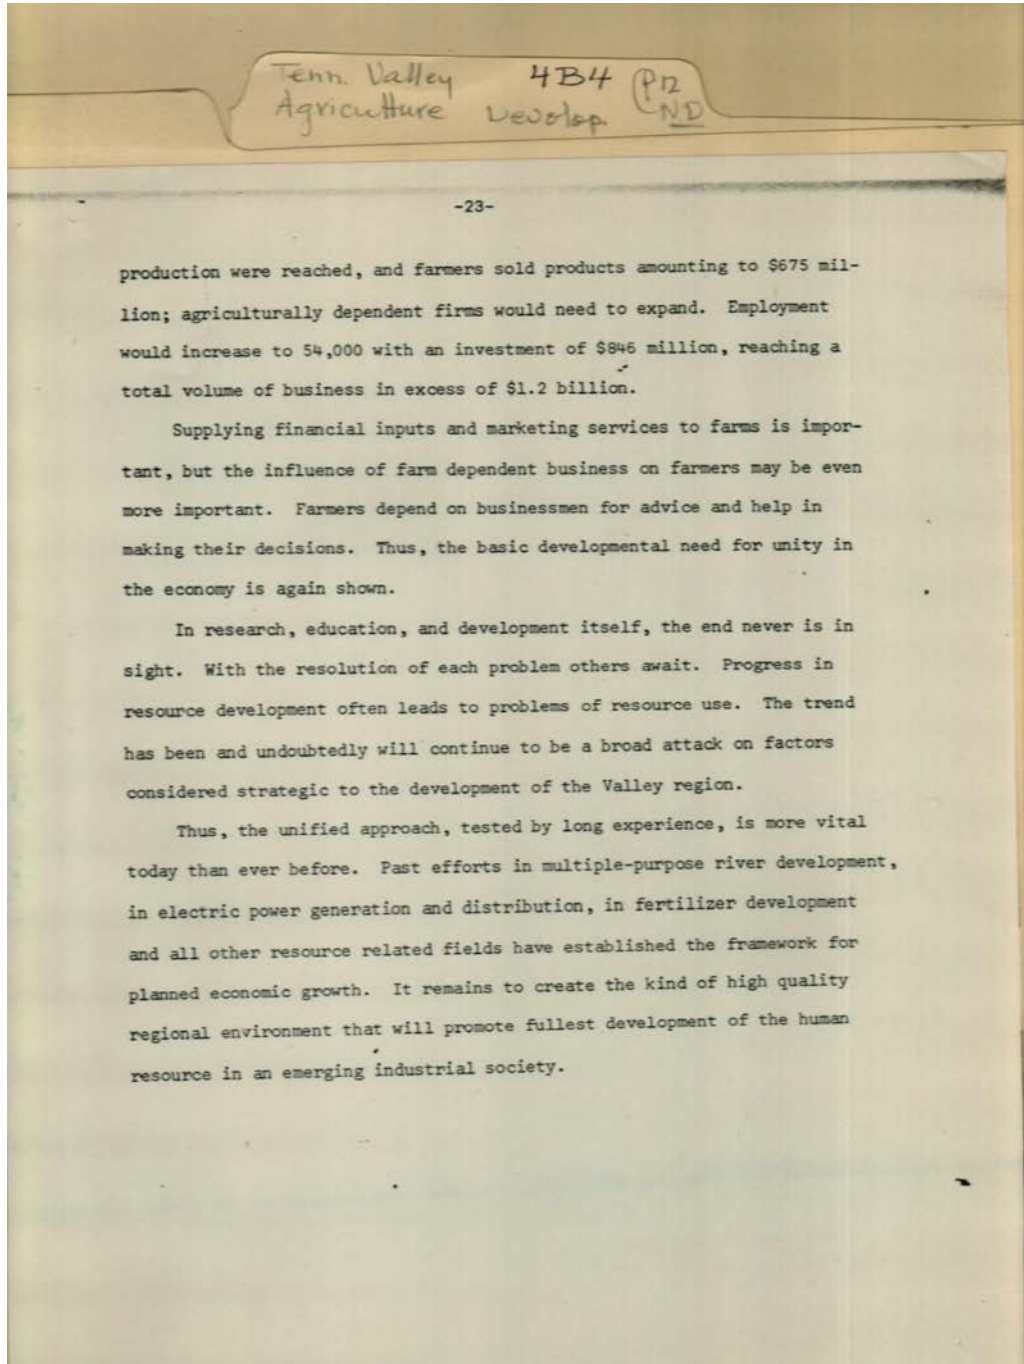 Tenn. Valley 4B4 P12
Agriculture Develop. ND
-23-
production were reached, and farmers sold products amounting to $675 mil-
lion; agriculturally dependent firms would need to expand. Employment
would increase to 54,000 with an investment of $846 million, reaching a
total volume of business in excess of $1.2 billion.
Supplying financial inputs and marketing services to farms is impor-
tant, but the influence of farm dependent business on farmers may be even
more important. Farmers depend on businessmen for advice and help in
making their decisions. Thus, the basic developmental need for unity in
the economy is again shown.
In research, education, and development itself, the end never is in
sight. With the resolution of each problem others await. Progress in
resource development often leads to problems of resource use. The trend
has been and undoubtedly will continue to be a broad attack on factors
considered strategic to the development of the Valley region.
Thus, the unified approach, tested by long experience, is more vital
today than ever before. Past efforts in multiple-purpose river development,
in electric power generation and distribution, in fertilizer development
and all other resource related fields have established the framework for
planned economic growth. It remains to create the kind of high quality
regional environment that will promote fullest development of the human
resource in an emerging industrial society.